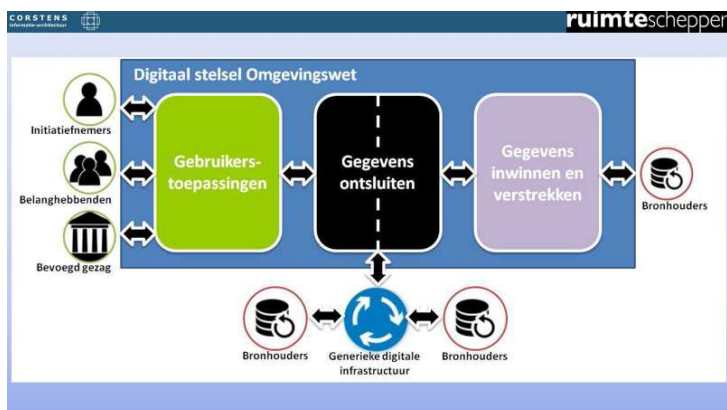 CORSTENS
informatie-architectuur
ruimteschepper
Digitaal stelsel Omgevingswet
Initiatiefnemers
Belanghebbenden
Bevoegd gezag
Gebruikers-
toepassingen
Gegevens
ontsluiten
Gegevens
inwinnen en
verstrekken
Bronhouders
Bronhouders
Generieke digitale
infrastructuur
Bronhouders